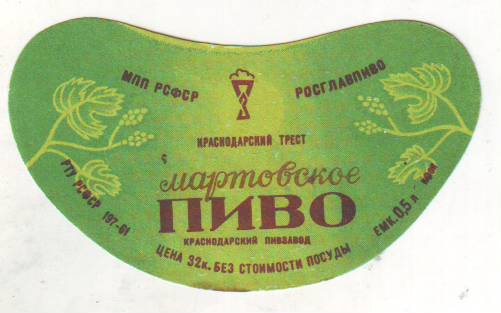 МПП РСФСР
РОСГЛАВПИВО
КРАСНОДАРСКИЙ ТРЕСТ
мартовское
ПИВО
КРАСНОДАРСКИЙ ПИВЗАВОД
РТУ РСФСР 197-61
ЦЕНА 32к. БЕЗ СТОИМОСТИ ПОСУДЫ
ЕМК. 0,5 л